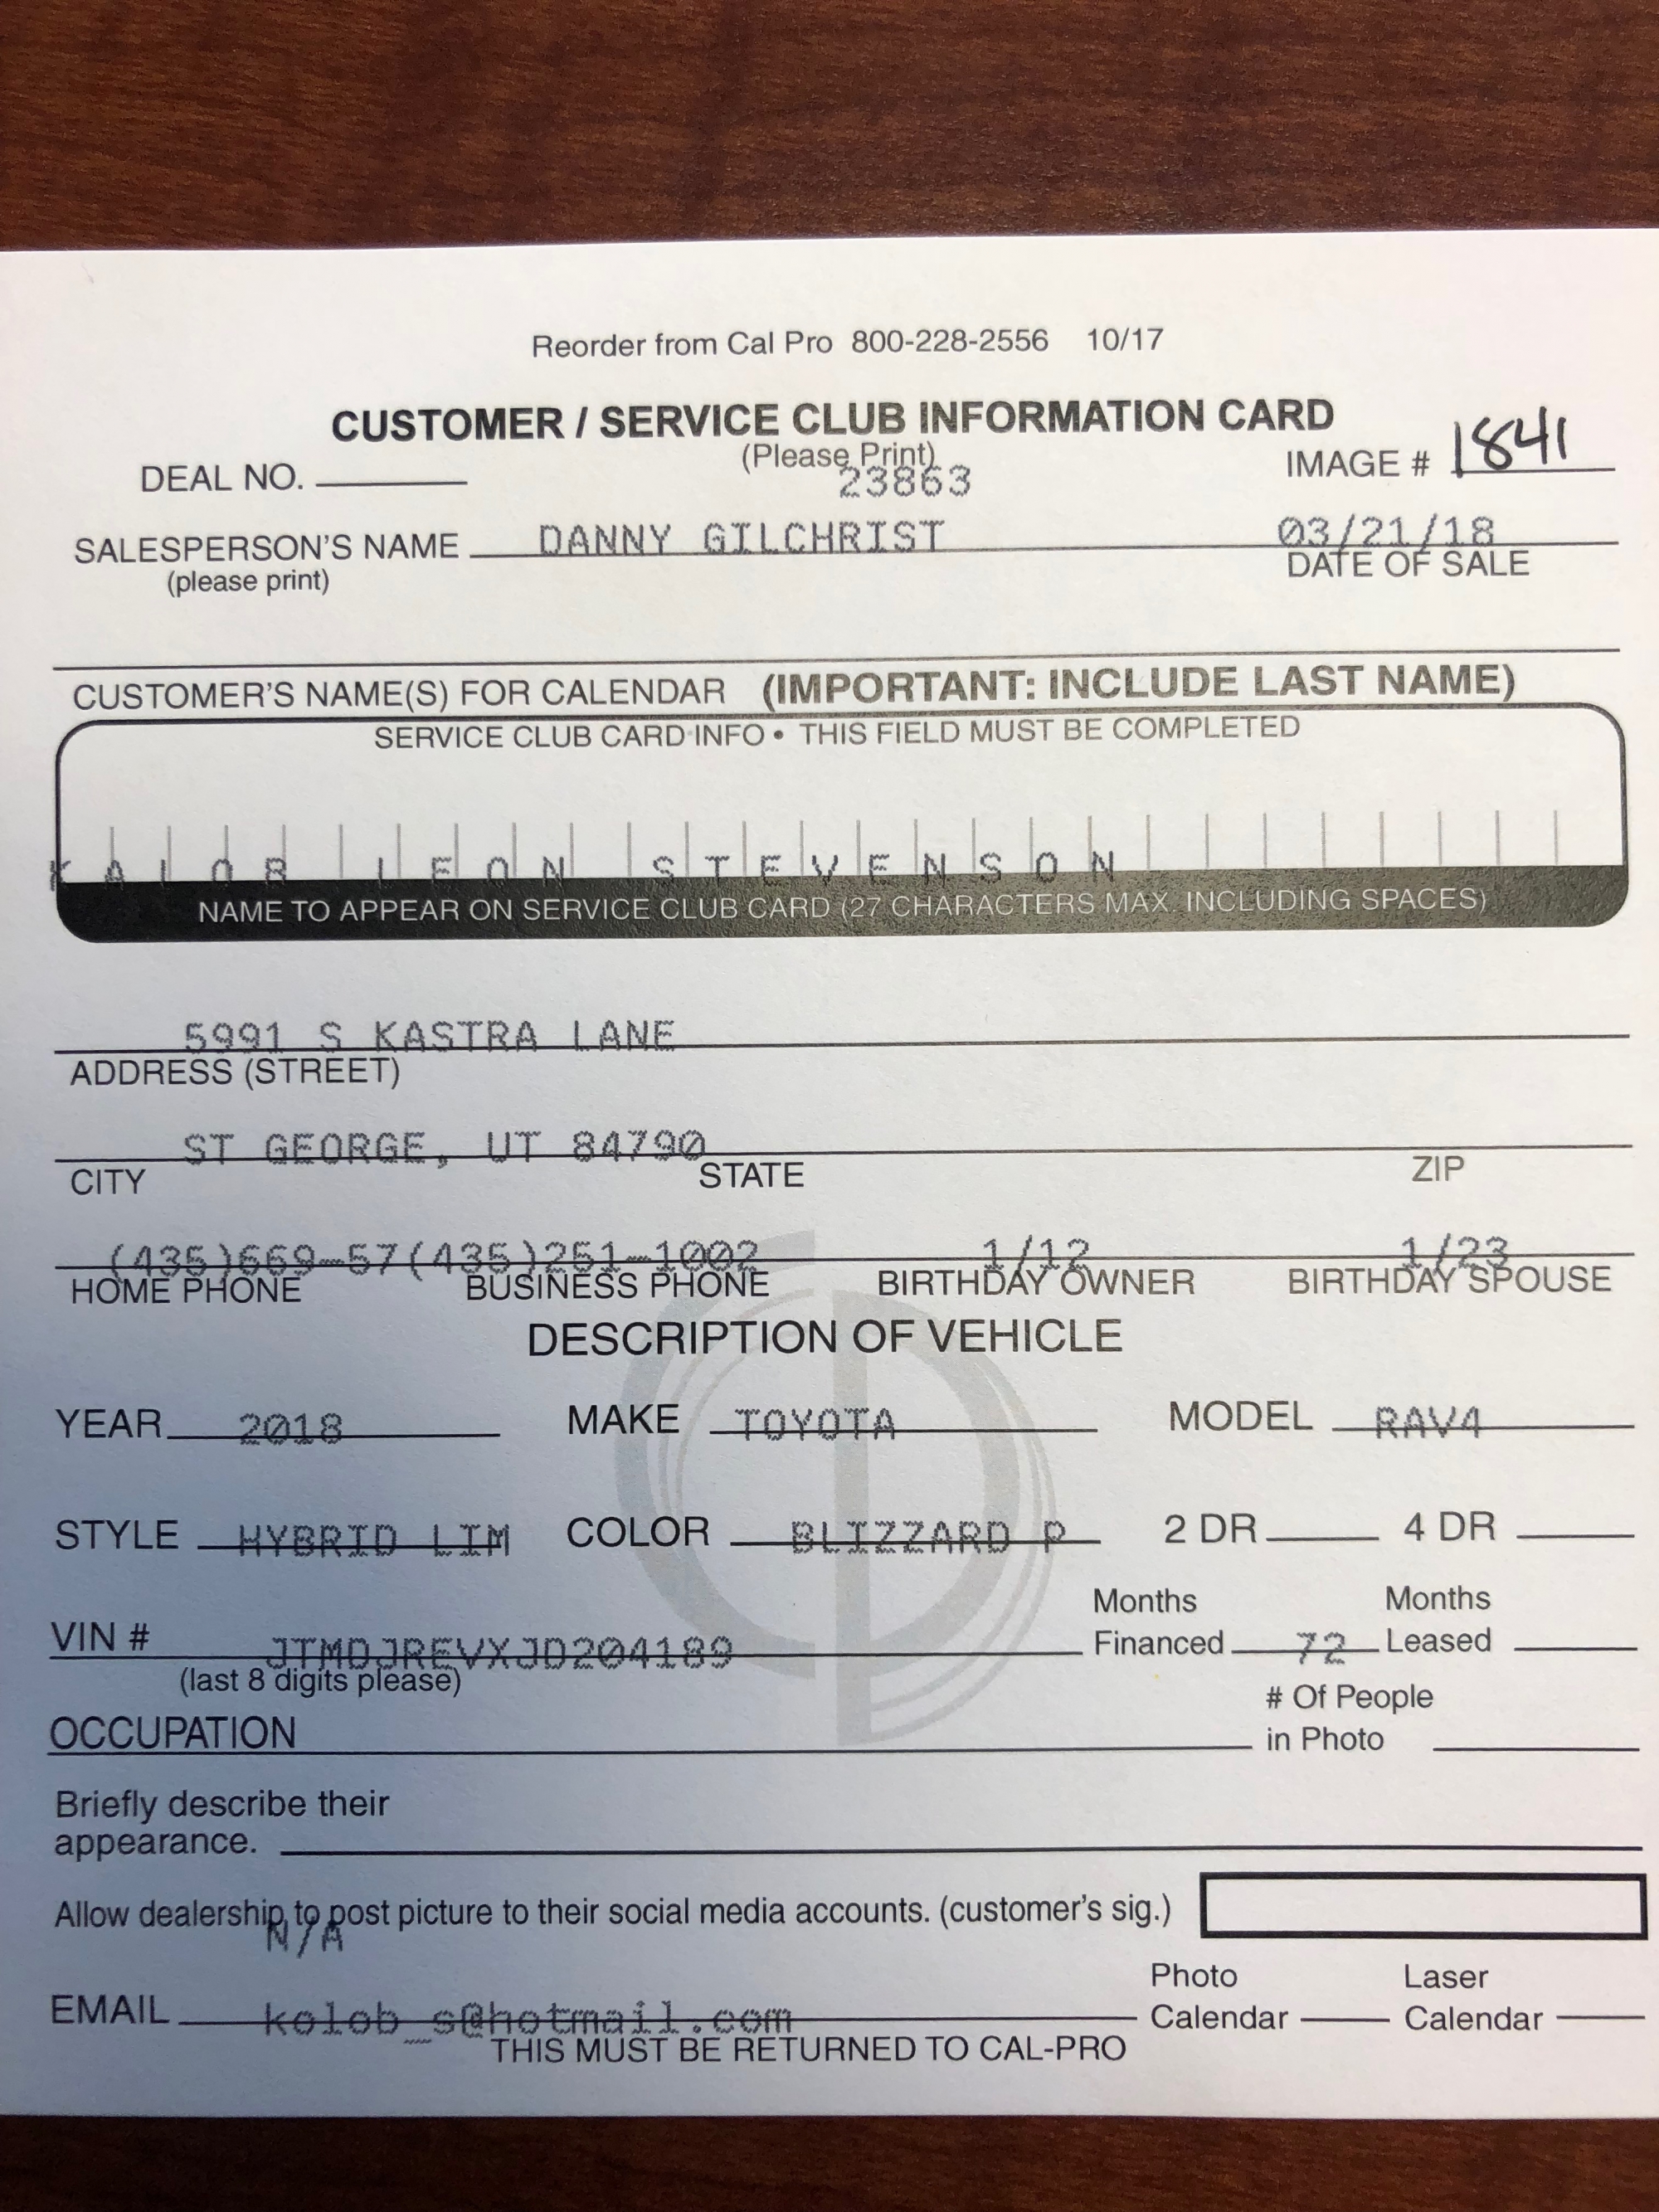 Reorder from Cal Pro 800-228-2556 10/17
CUSTOMER / SERVICE CLUB INFORMATION CARD
(Please Print)
IMAGE # 1841
DEAL NO. 23863
SALESPERSON'S NAME DANNY GILCHRIST 03/21/18
(please print) DATE OF SALE
CUSTOMER'S NAME(S) FOR CALENDAR (IMPORTANT: INCLUDE LAST NAME)
SERVICE CLUB CARD INFO • THIS FIELD MUST BE COMPLETED
LEON STEVENSON
NAME TO APPEAR ON SERVICE CLUB CARD (27 CHARACTERS MAX. INCLUDING SPACES)
5991 S KASTRA LANE
ADDRESS (STREET)
ST GEORGE, UT 84790
CITY STATE ZIP
(435)669-57(435)251-1002 1/12 1/23
HOME PHONE BUSINESS PHONE BIRTHDAY OWNER BIRTHDAY SPOUSE
DESCRIPTION OF VEHICLE
YEAR 2018 MAKE TOYOTA MODEL RAV4
STYLE HYBRID LIM COLOR BLIZZARD P 2 DR 4 DR
VIN # JTMDJREVXJD204189 Months Financed 72 Months Leased
(last 8 digits please)
OCCUPATION # Of People in Photo
Briefly describe their
appearance.
Allow dealership to post picture to their social media accounts. (customer's sig.)
N/A
EMAIL kolob_s@hotmail.com Photo Calendar Laser Calendar
THIS MUST BE RETURNED TO CAL-PRO